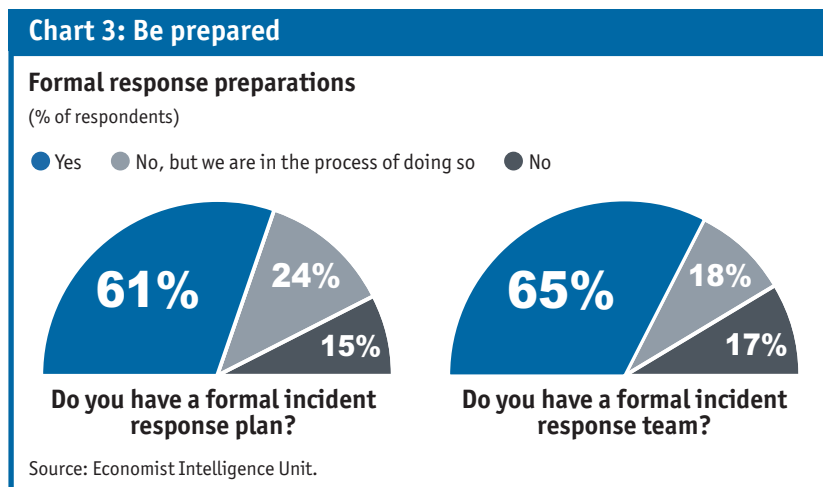 Chart 3: Be prepared
Formal response preparations
(% of respondents)
Yes No, but we are in the process of doing so No
61%
24%
15%
Do you have a formal incident
response plan?
65%
18%
17%
Do you have a formal incident
response team?
Source: Economist Intelligence Unit.